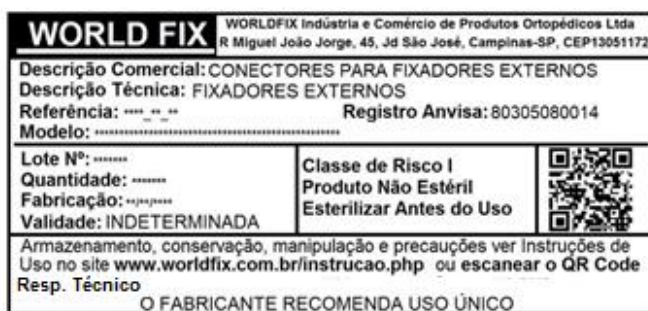 WORLD FIX
WORLDFIX Indústria e Comércio de Produtos Ortopédicos Ltda
R Miguel João Jorge, 45, Jd São José, Campinas-SP, CEP13051172
Descrição Comercial: CONECTORES PARA FIXADORES EXTERNOS
Descrição Técnica: FIXADORES EXTERNOS
Referência: ****_**_** Registro Anvisa: 80305080014
Modelo: ****************************************************
Lote Nº: *******
Quantidade: *******
Fabricação: **/**/****
Validade: INDETERMINADA
Classe de Risco I
Produto Não Estéril
Esterilizar Antes do Uso
Armazenamento, conservação, manipulação e precauções ver Instruções de
Uso no site www.worldfix.com.br/instrucao.php ou escanear o QR Code
Resp. Técnico
O FABRICANTE RECOMENDA USO ÚNICO